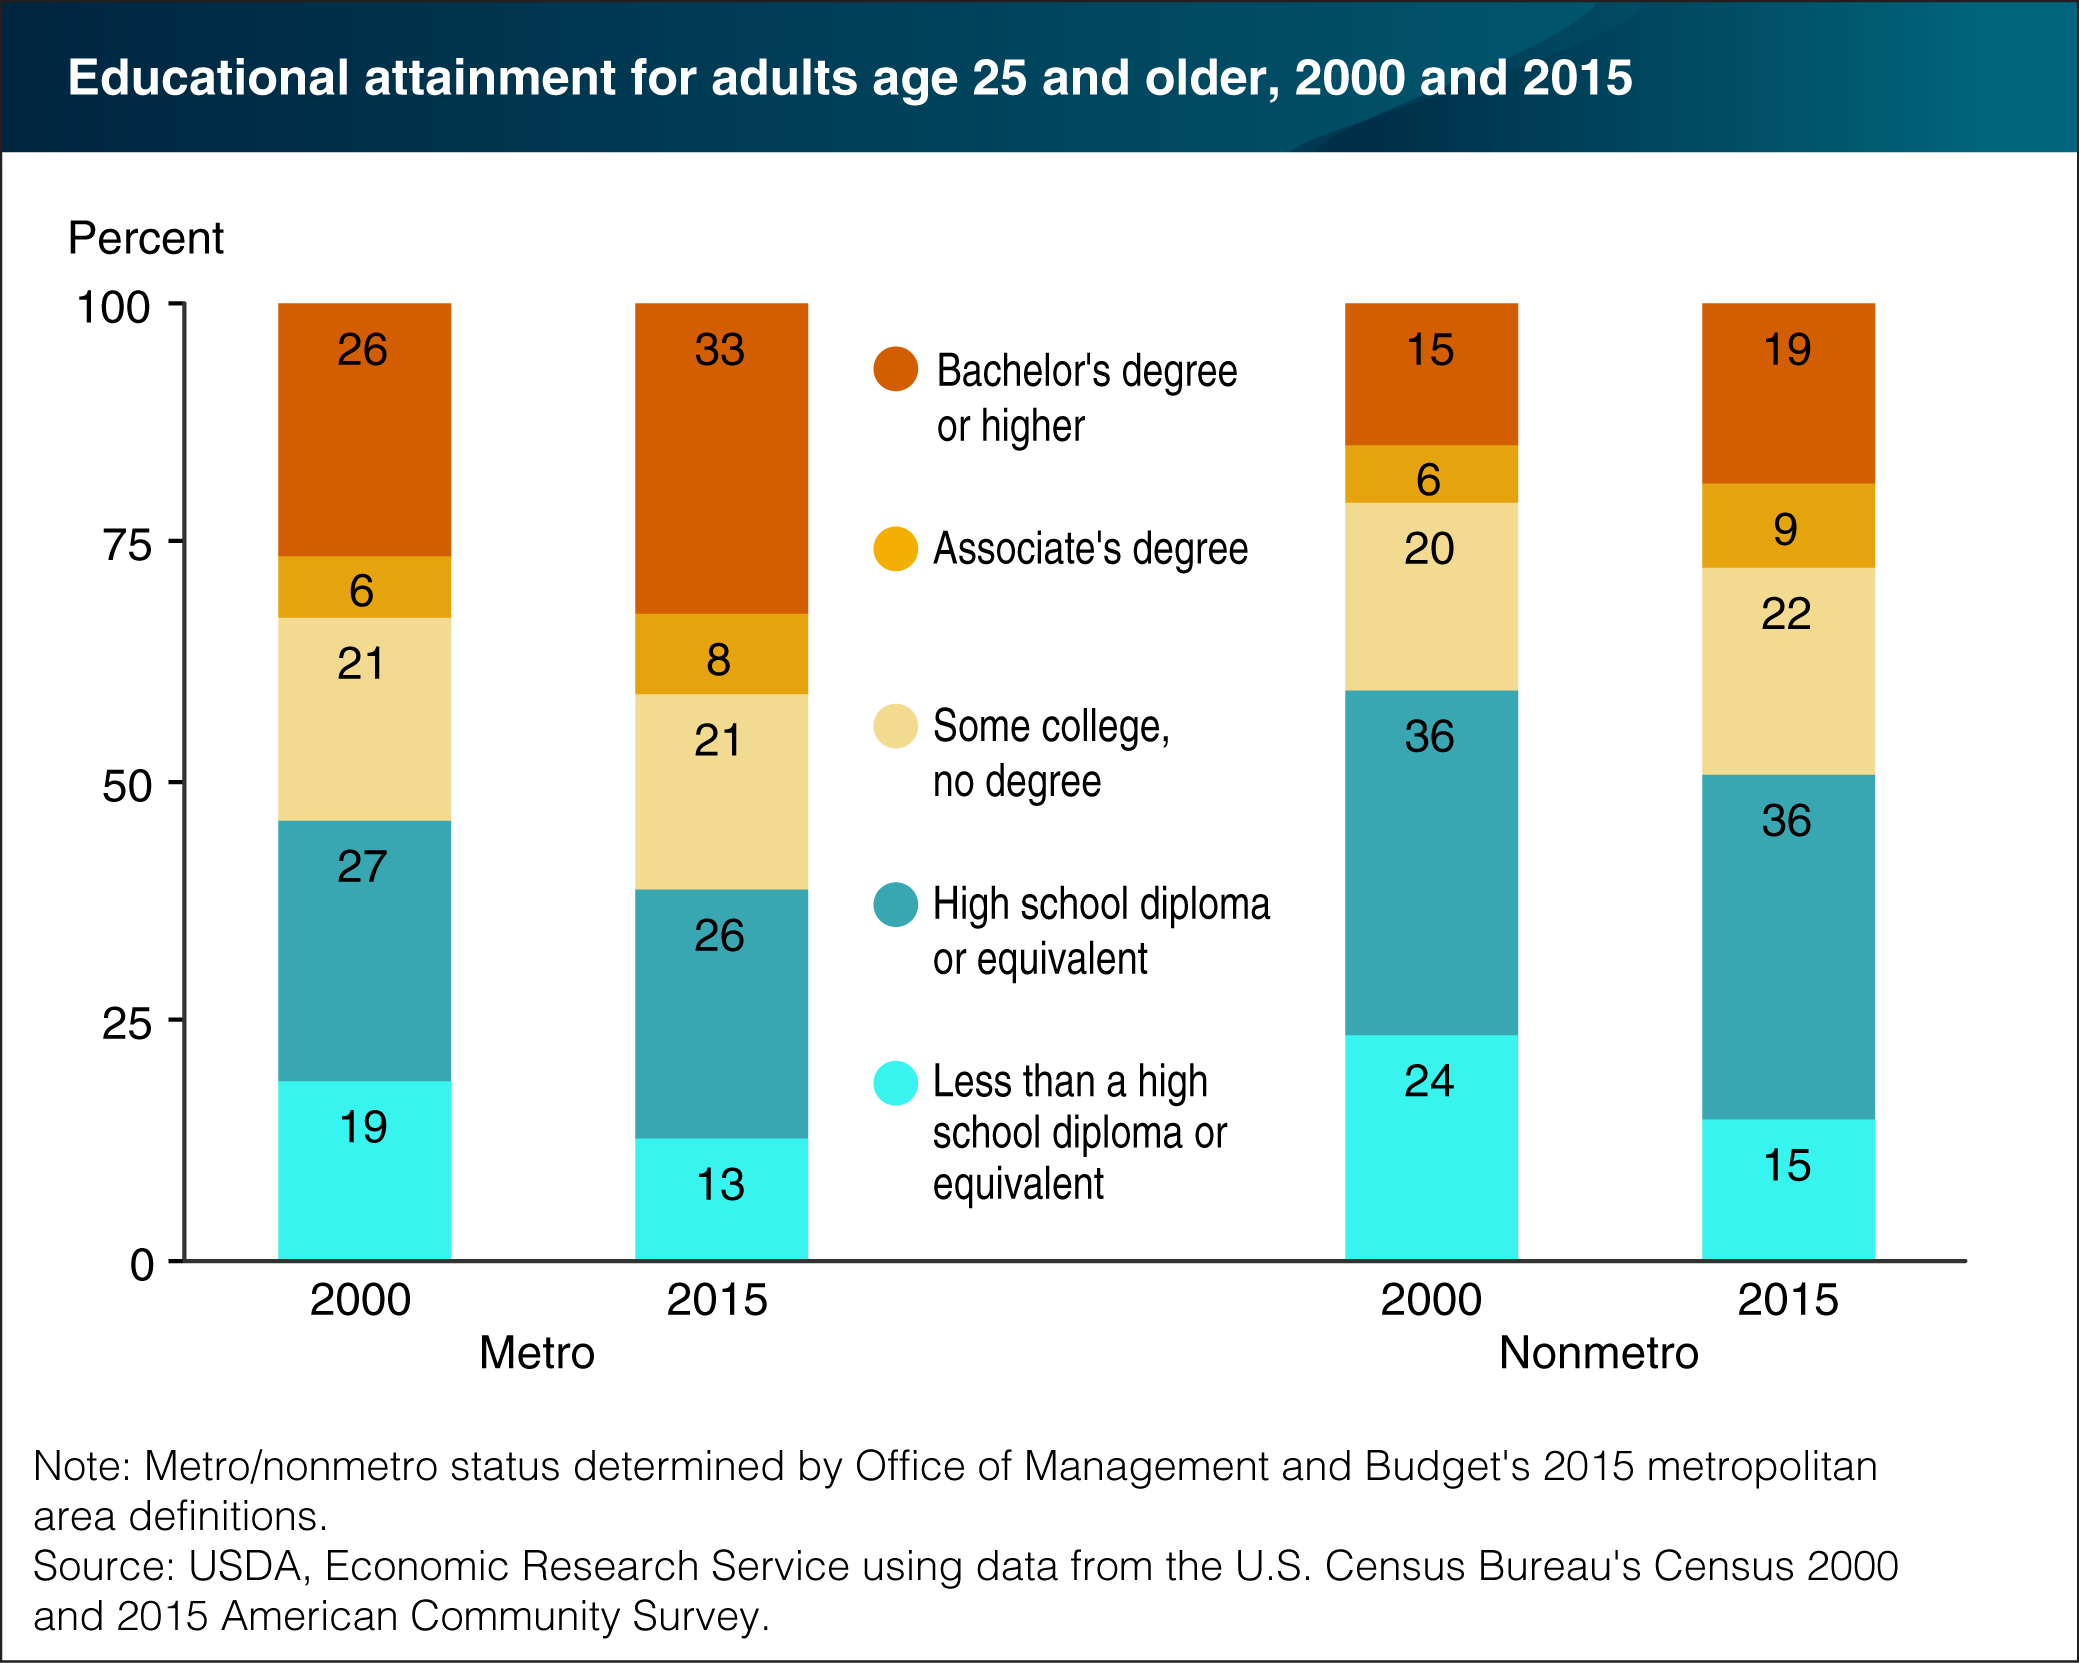 Educational attainment for adults age 25 and older, 2000 and 2015
Percent
100
75
50
25
0
26
6
21
27
19
33
8
21
26
13
Bachelor's degree
or higher
Associate's degree
Some college,
no degree
High school diploma
or equivalent
Less than a high
school diploma or
equivalent
15
6
20
36
24
19
9
22
36
15
2000
2015
2000
2015
Metro
Nonmetro
Note: Metro/nonmetro status determined by Office of Management and Budget's 2015 metropolitan
area definitions.
Source: USDA, Economic Research Service using data from the U.S. Census Bureau's Census 2000
and 2015 American Community Survey.